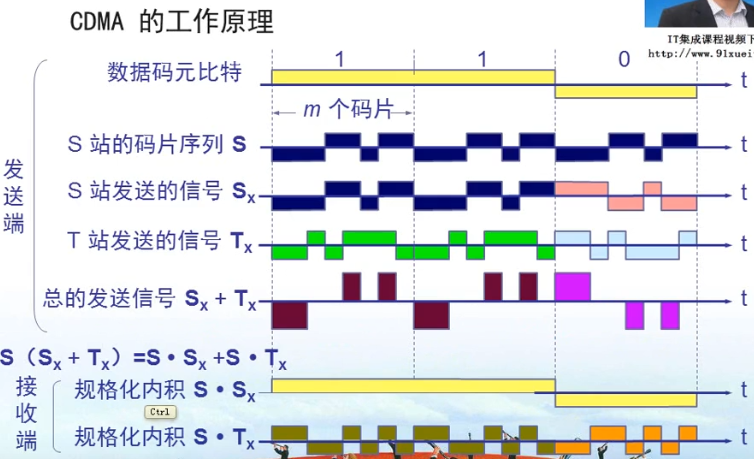 CDMA 的工作原理
IT集成课程视频下
http://www.91xuei
1 1 0
数据码元比特 t
m 个码片
发送端
S 站的码片序列 S t
S 站发送的信号 Sx t
T 站发送的信号 Tx t
总的发送信号 Sx + Tx t
S（Sx + Tx）=S • Sx +S • Tx
接收端
规格化内积 S • Sx t
Ctrl
规格化内积 S • Tx t